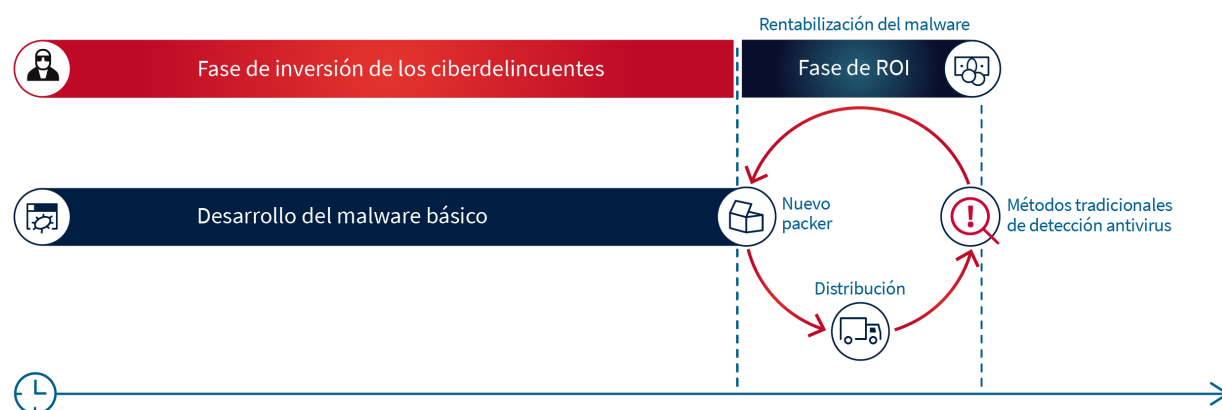 Rentabilización del malware
Fase de inversión de los ciberdelincuentes
Fase de ROI
Desarrollo del malware básico
Nuevo
packer
Métodos tradicionales
de detección antivirus
Distribución